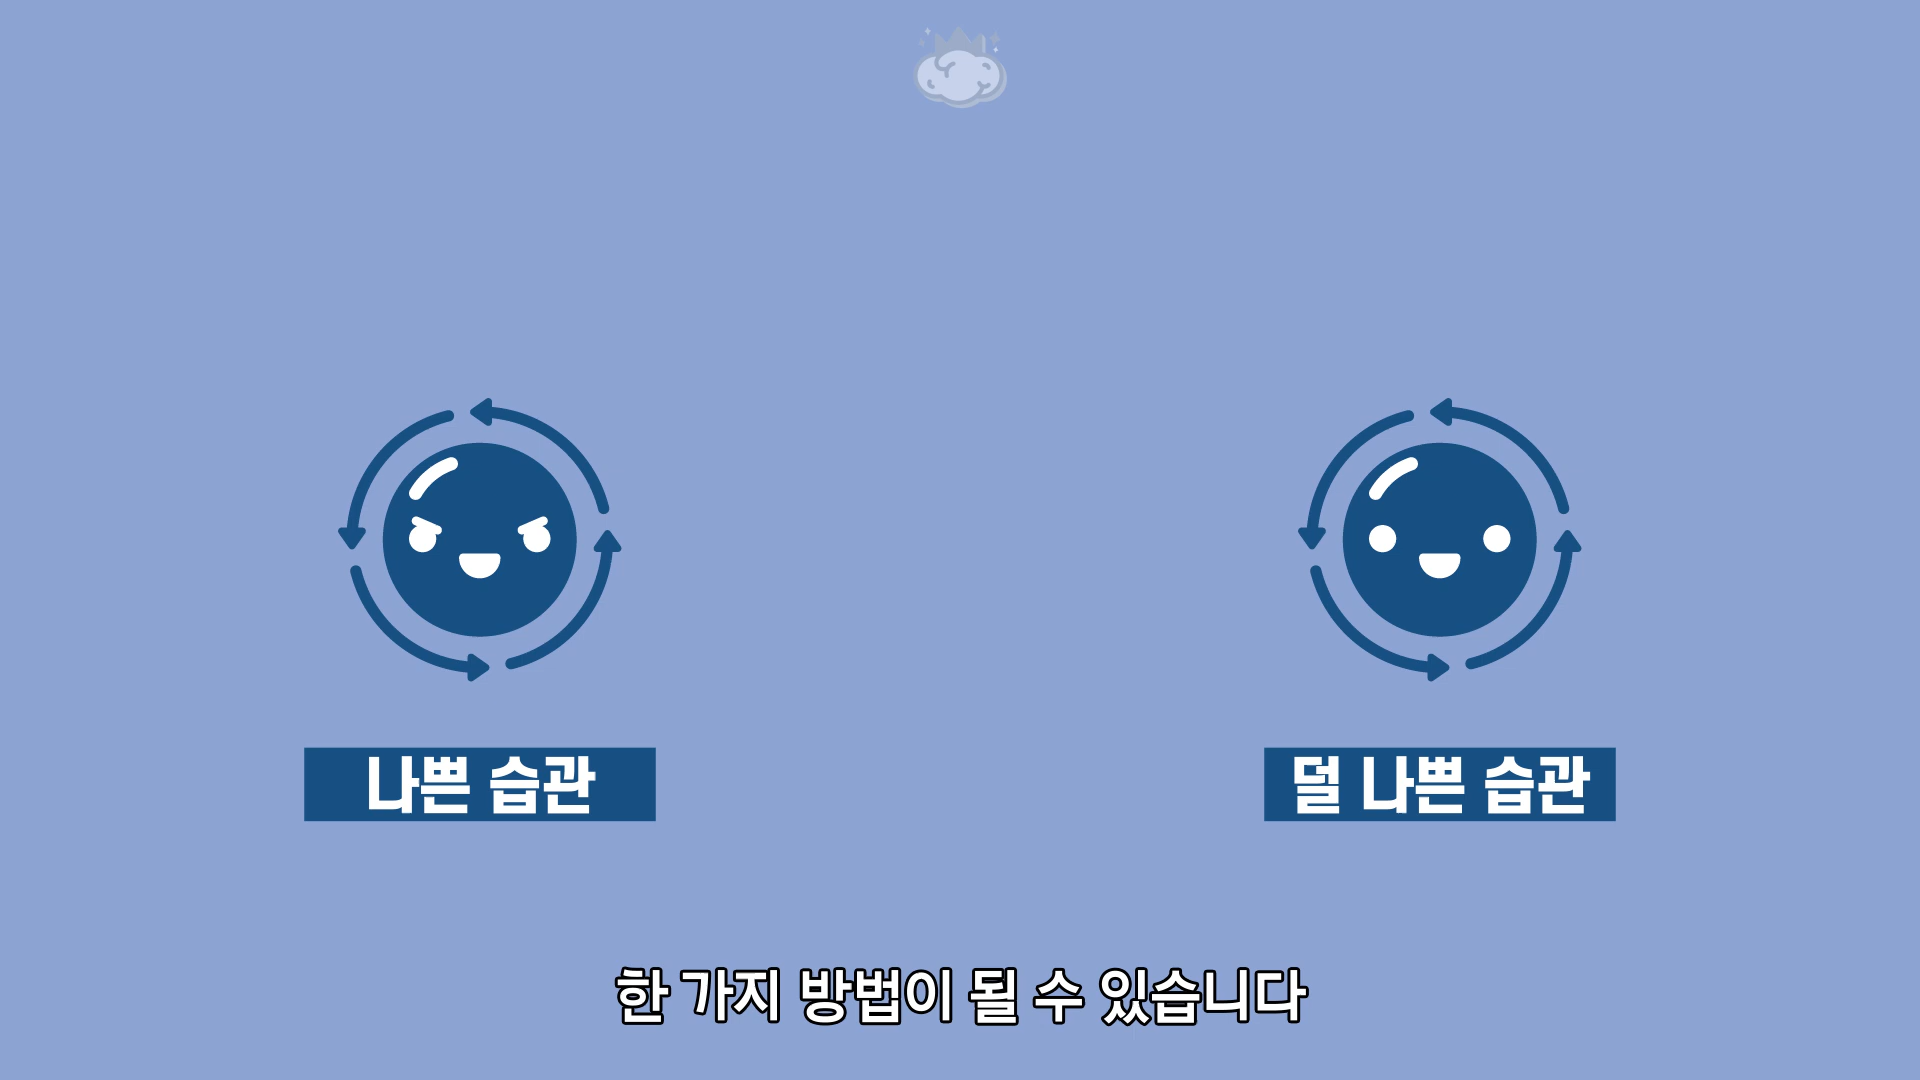 나쁜 습관
덜 나쁜 습관
한 가지 방법이 될 수 있습니다